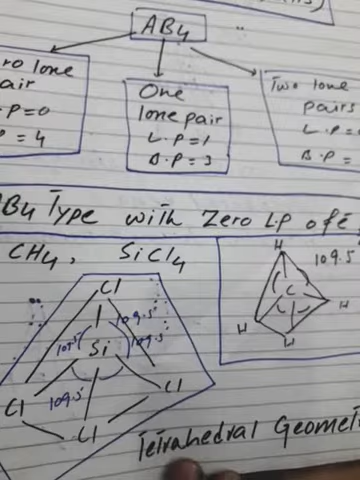 AB4
ro lone
air
.P=0
P=4
One
lone pair
L.P=1
B.P=3
Two lone
pairs
L.P=
B.P=
B4 Type with Zero L.P of e
CH4, SiCl4
Cl
109.5
109.5
109.5
Si
109.5
Cl
Cl
Cl
H
109.5
C
H
H
H
Tetrahedral Geomet